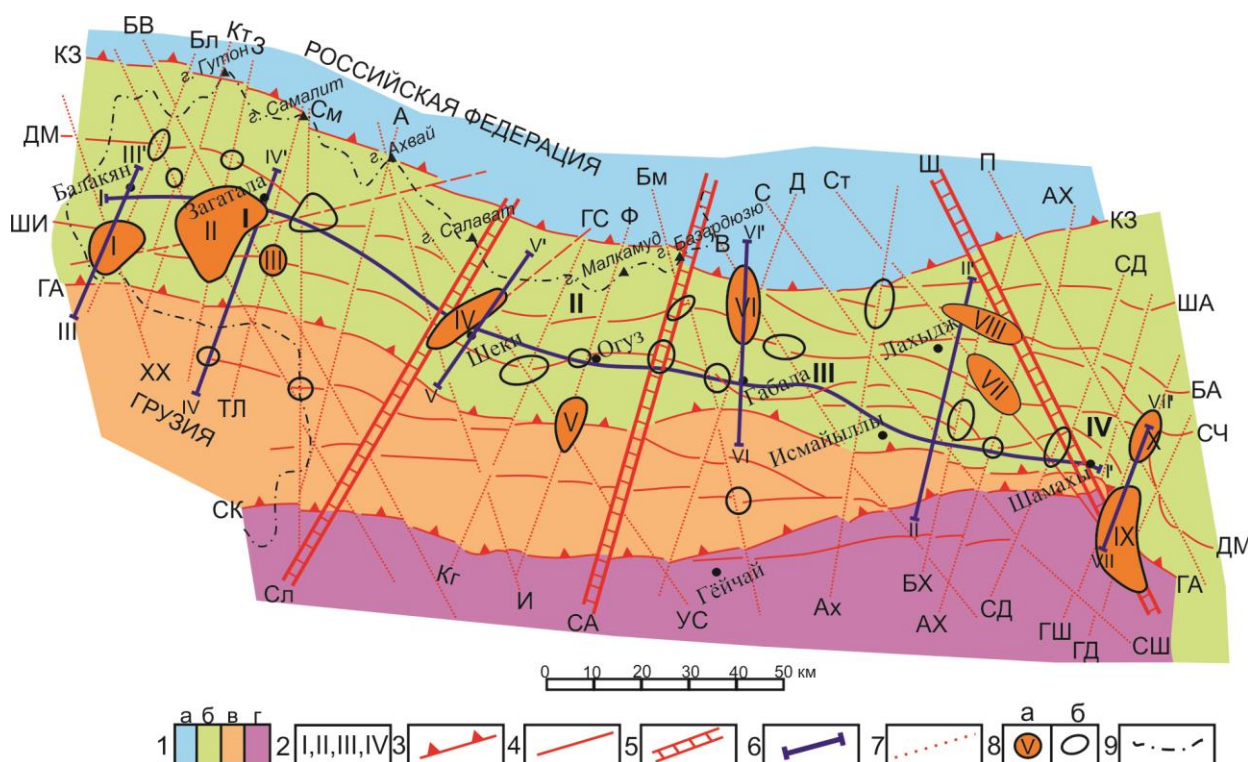 БВ
Бл
Кт
З
КЗ
г. Гутон
РОССИЙСКАЯ ФЕДЕРАЦИЯ
г. Самалит
См
А
г. Ахвай
ДМ
III'
IV'
Балакян
I
Загатала
I
II
I
III
ШИ
ГА
III
г. Салават
ГС
Ф
Бм
г. Малкамуд
г. Базардюзю
В
С
Д
Ст
Ш
П
АХ
КЗ
СД
ША
БА
СЧ
V'
VI'
II
IV
Шеки
Огуз
VI
Габала
III
Лахыдж
II'
VIII
VII
IV
VII'
X
I'
Исмайыллы
Шамахы
ХХ
ГРУЗИЯ
IV
ТЛ
V
V
VI
II
IX
VII
ДМ
ГА
СК
Гёйчай
Сл
Кг
И
СА
УС
Ах
БХ
АХ
СД
ГШ
ГД
СШ
0 10 20 30 40 50 км
а б в г
1
2 I,II,III,IV
3
4
5
6
7
а б
8 V
9